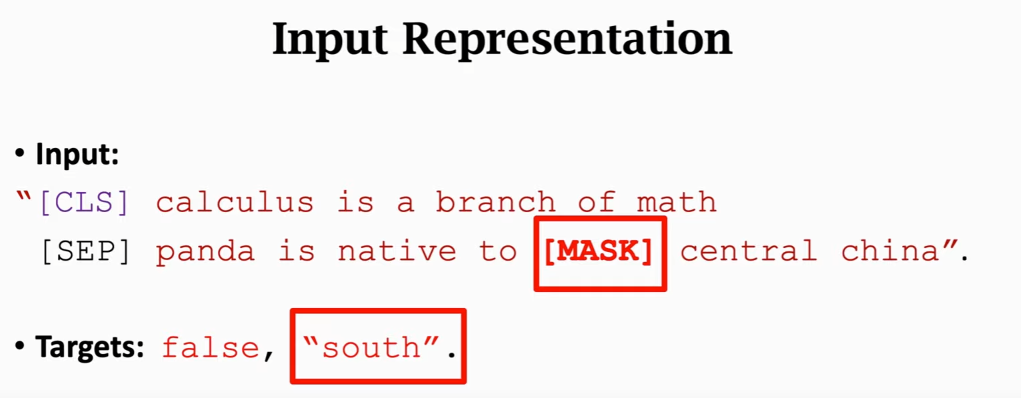 Input Representation
• Input:
“[CLS] calculus is a branch of math
[SEP] panda is native to [MASK] central china”.
• Targets: false, “south”.